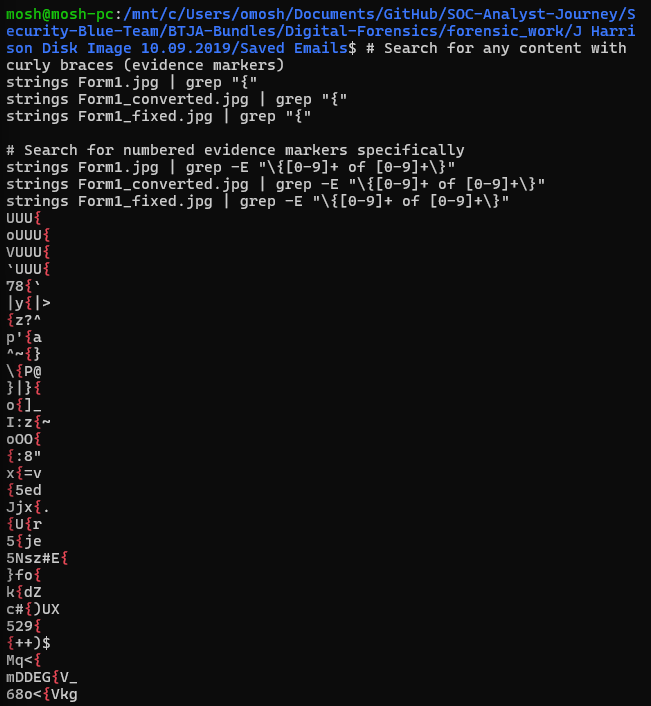 mosh@mosh-pc:/mnt/c/Users/omosh/Documents/GitHub/SOC-Analyst-Journey/S
ecurity-Blue-Team/BTJA-Bundles/Digital-Forensics/forensic_work/J Harri
son Disk Image 10.09.2019/Saved Emails$ # Search for any content with
curly braces (evidence markers)
strings Form1.jpg | grep "{"
strings Form1_converted.jpg | grep "{"
strings Form1_fixed.jpg | grep "{"

# Search for numbered evidence markers specifically
strings Form1.jpg | grep -E "\{[0-9]+ of [0-9]+\}"
strings Form1_converted.jpg | grep -E "\{[0-9]+ of [0-9]+\}"
strings Form1_fixed.jpg | grep -E "\{[0-9]+ of [0-9]+\}"
UUU{
oUUU{
VUUU{
`UUU{
78{`
|y{|>
{z?^
p'{a
^~{}
\{P@
}|}{
o{]_
I:z{~
oOO{
{:8"
x{=v
{5ed
Jjx{.
{U{r
5{je
5Nsz#E{
}fo{
k{dZ
c#{)UX
529{
{++)$
Mq<{
mDDEG{V_
68o<{Vkg